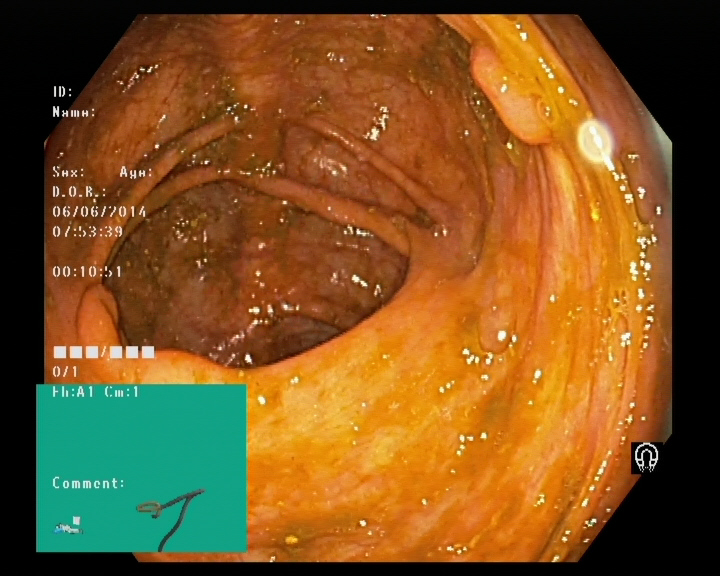 ID:
Name:
Sex: Age:
D.O.B.:
06/06/2014
07:53:39
00:10:51
■■■/■■■
0/1
Eh:A1 Cm:1
Comment: